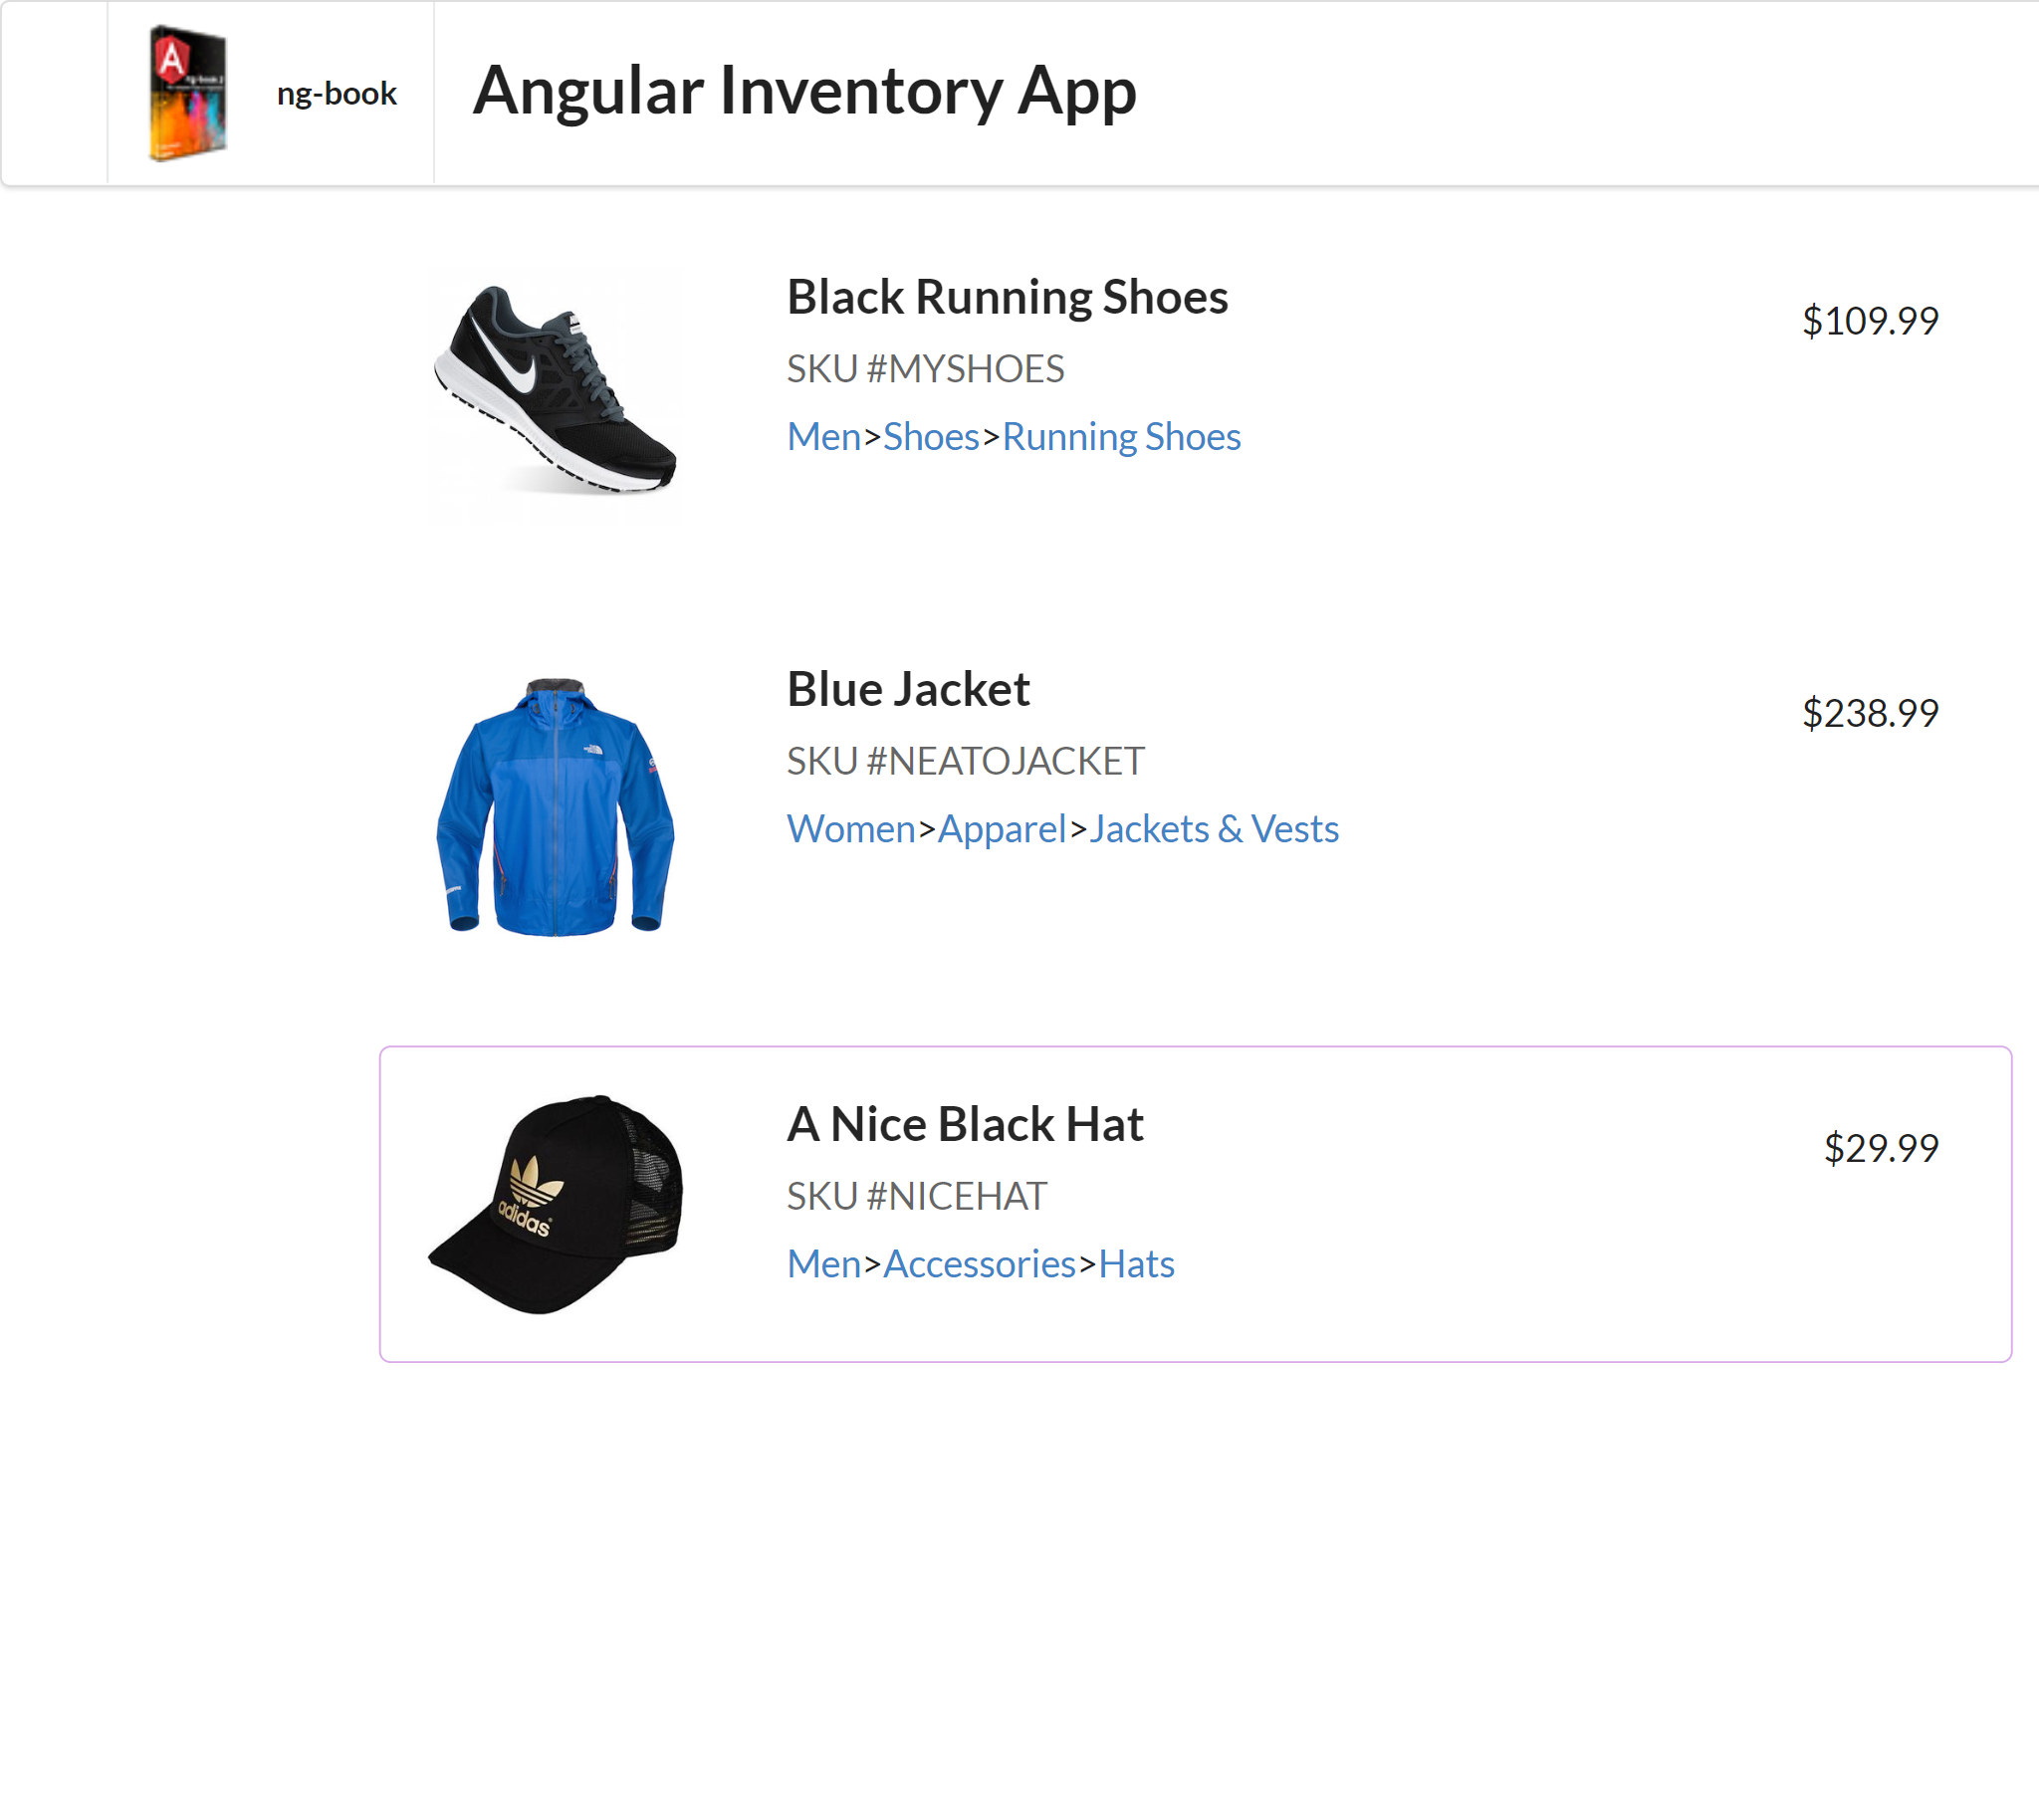 ng-book
Angular Inventory App
Black Running Shoes
$109.99
SKU #MYSHOES
Men>Shoes>Running Shoes
Blue Jacket
$238.99
SKU #NEATOJACKET
Women>Apparel>Jackets & Vests
A Nice Black Hat
$29.99
SKU #NICEHAT
Men>Accessories>Hats
adidas